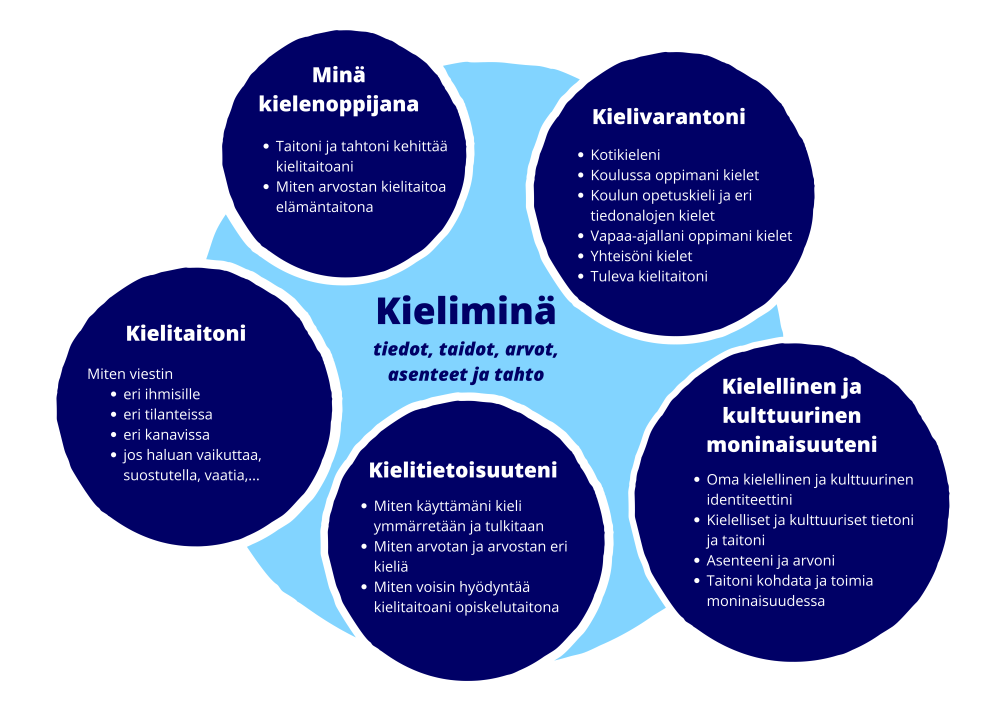 Minä
kielenoppijana
• Taitoni ja tahtoni kehittää
kielitaitoani
• Miten arvostan kielitaitoa
elämäntaitona
Kielivarantoni
• Kotikieleni
• Koulussa oppimani kielet
• Koulun opetuskieli ja eri
tiedonalojen kielet
• Vapaa-ajallani oppimani kielet
• Yhteisöni kielet
• Tuleva kielitaitoni
Kieliminä
tiedot, taidot, arvot,
asenteet ja tahto
Kielitaitoni
Miten viestin
• eri ihmisille
• eri tilanteissa
• eri kanavissa
• jos haluan vaikuttaa,
suostutella, vaatia,...
Kielitietoisuuteni
• Miten käyttämäni kieli
ymmärretään ja tulkitaan
• Miten arvotan ja arvostan eri
kieliä
• Miten voisin hyödyntää
kielitaitoani opiskelutaitona
Kielellinen ja
kulttuurinen
moninaisuuteni
• Oma kielellinen ja kulttuurinen
identiteettini
• Kielelliset ja kulttuuriset tietoni
ja taitoni
• Asenteeni ja arvoni
• Taitoni kohdata ja toimia
moninaisuudessa